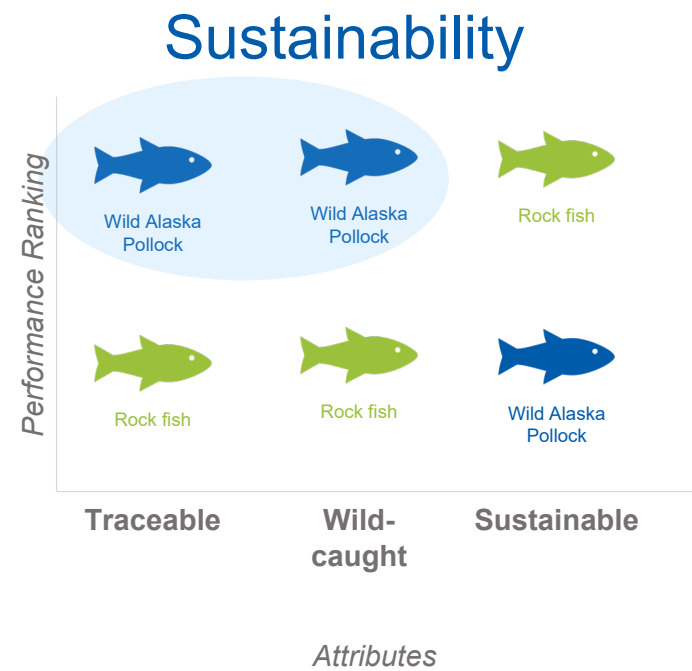 Sustainability
Performance Ranking
Wild Alaska
Pollock
Wild Alaska
Pollock
Rock fish
Rock fish
Rock fish
Wild Alaska
Pollock
Traceable
Wild-
caught
Sustainable
Attributes